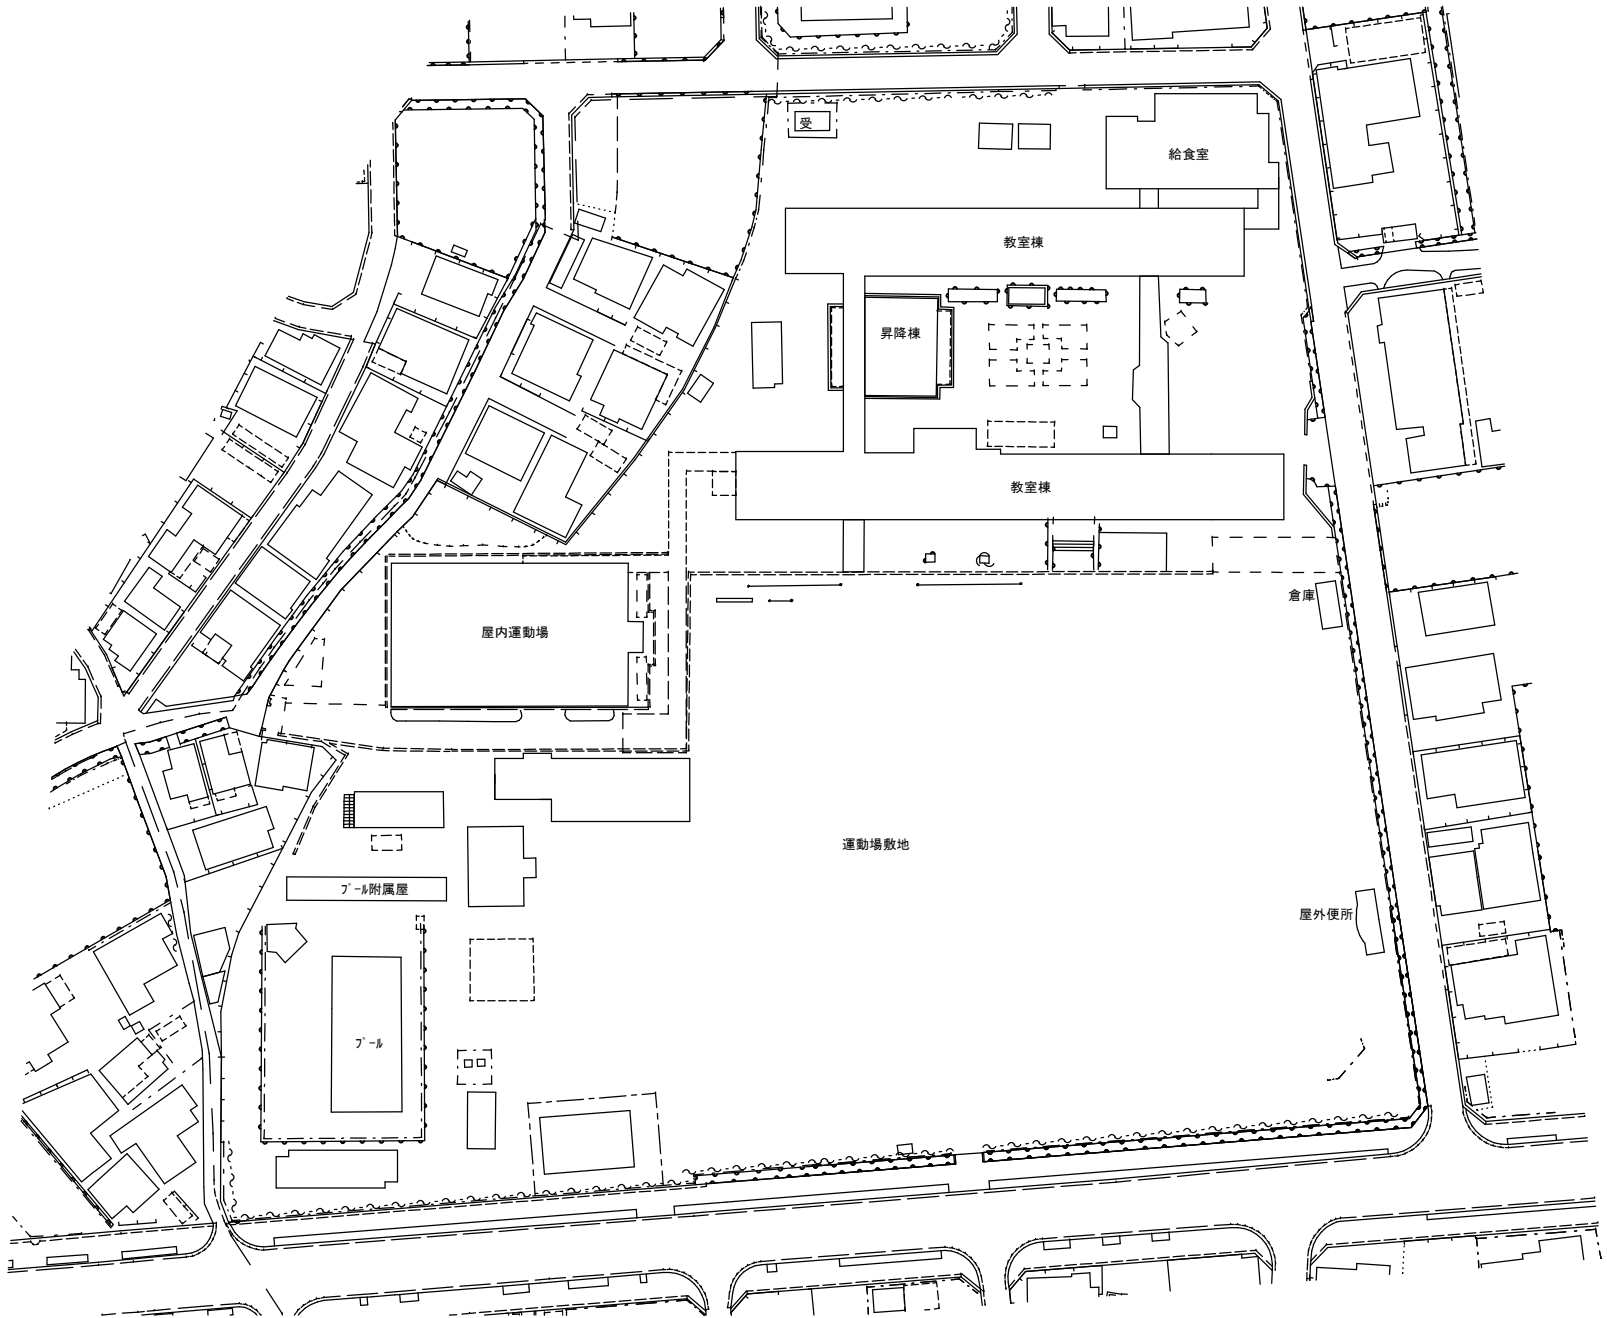 受
給食室
教室棟
昇降棟
教室棟
倉庫
屋内運動場
運動場敷地
ﾌﾟｰﾙ附属屋
屋外便所
ﾌﾟｰﾙ